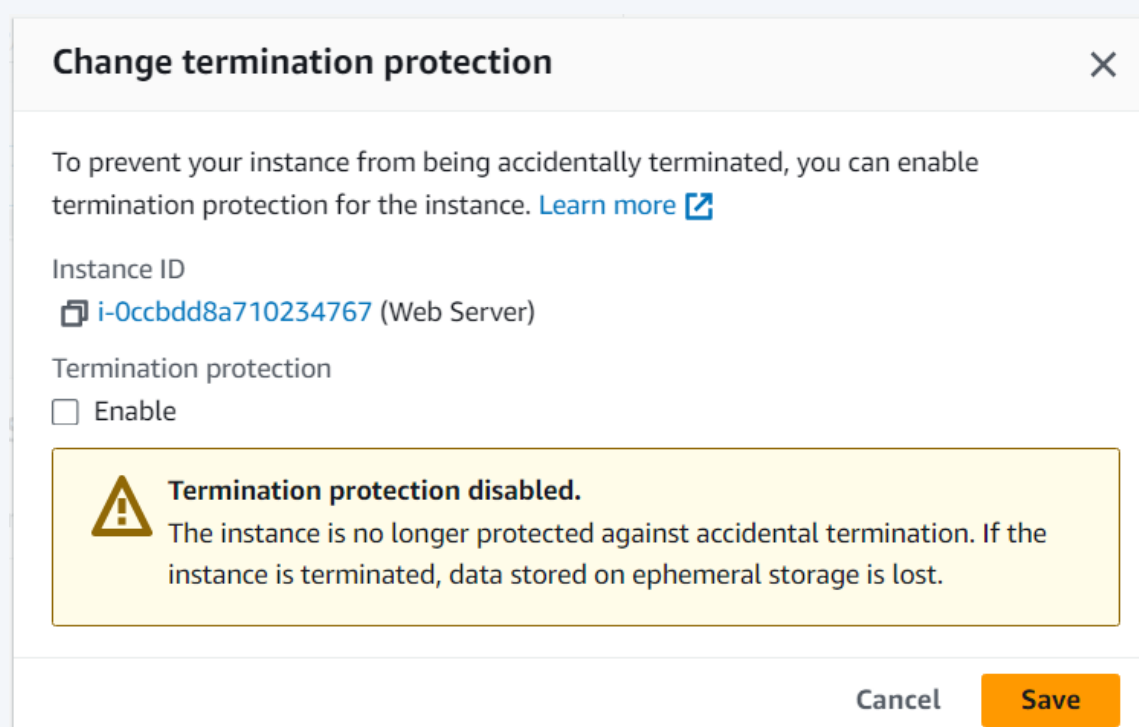 Change termination protection
To prevent your instance from being accidentally terminated, you can enable
termination protection for the instance. Learn more
Instance ID
i-0ccbdd8a710234767 (Web Server)
Termination protection
Enable
Termination protection disabled.
The instance is no longer protected against accidental termination. If the
instance is terminated, data stored on ephemeral storage is lost.
Cancel Save